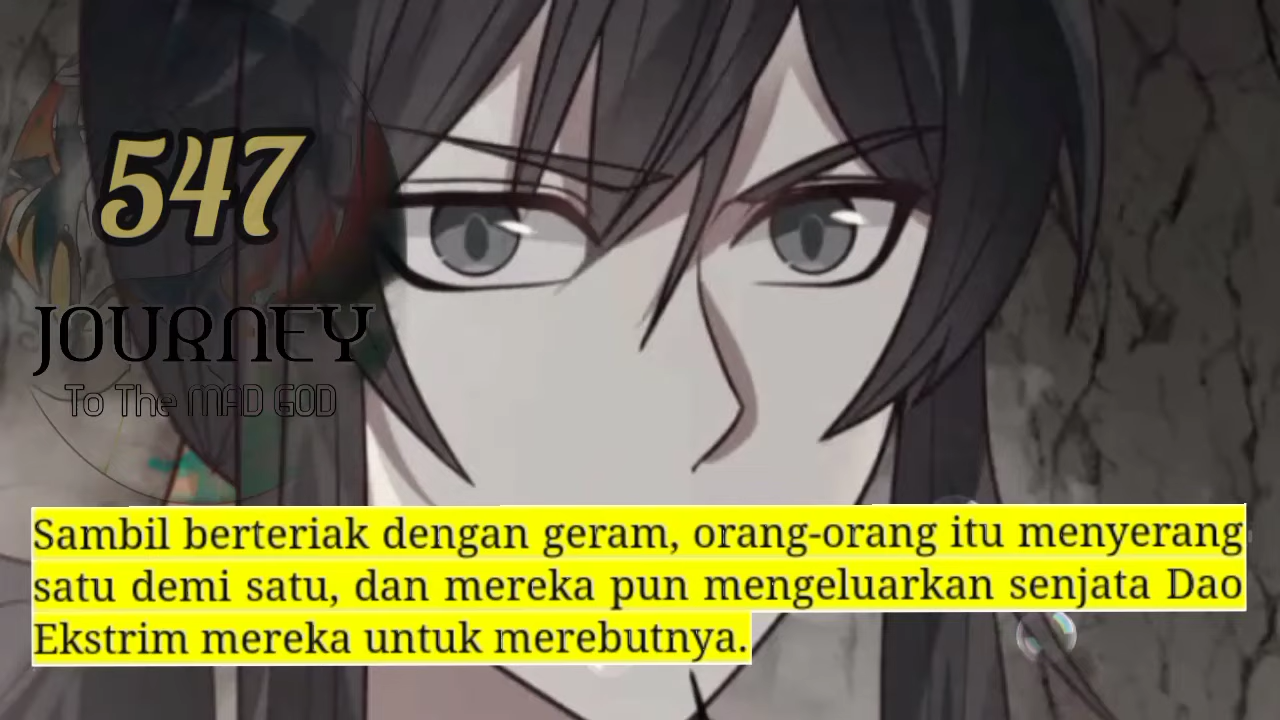 547
JOURNEY
To The MAD GOD
Sambil berteriak dengan geram, orang-orang itu menyerang
satu demi satu, dan mereka pun mengeluarkan senjata Dao
Ekstrim mereka untuk merebutnya.